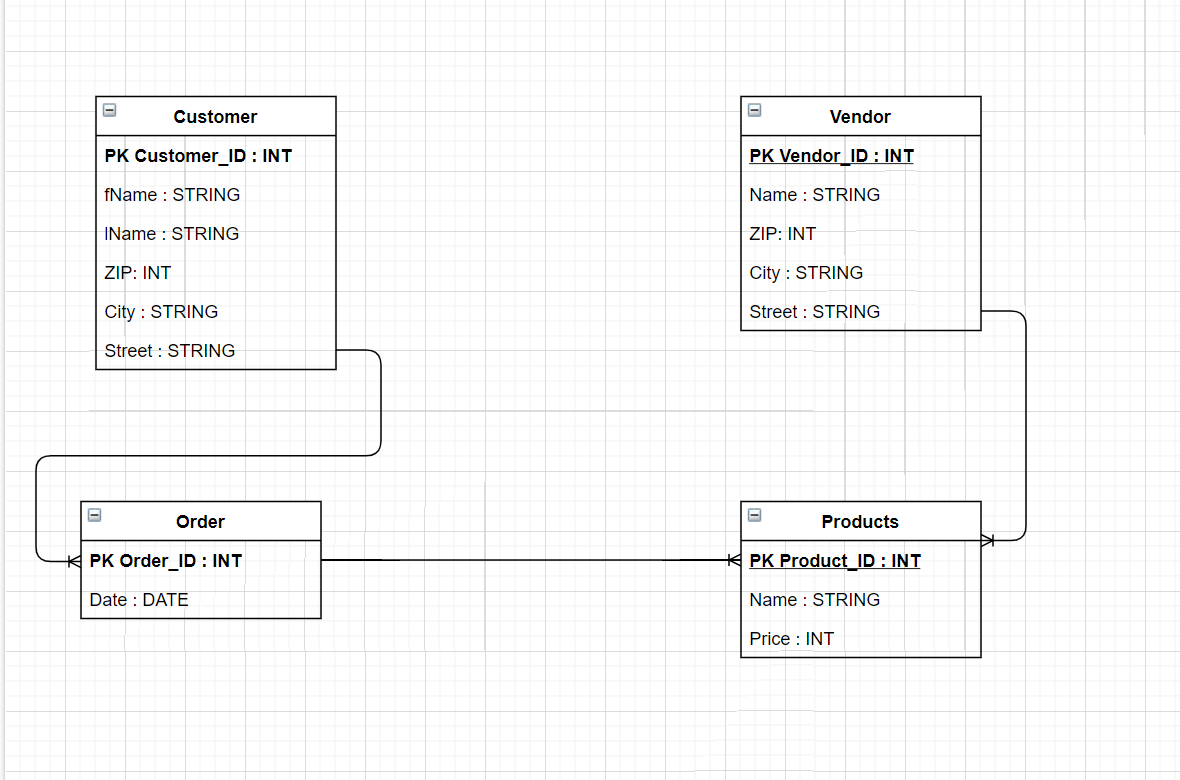 Customer
PK Customer_ID : INT
fName : STRING
lName : STRING
ZIP: INT
City : STRING
Street : STRING
Vendor
PK Vendor_ID : INT
Name : STRING
ZIP: INT
City : STRING
Street : STRING
Order
PK Order_ID : INT
Date : DATE
Products
PK Product_ID : INT
Name : STRING
Price : INT